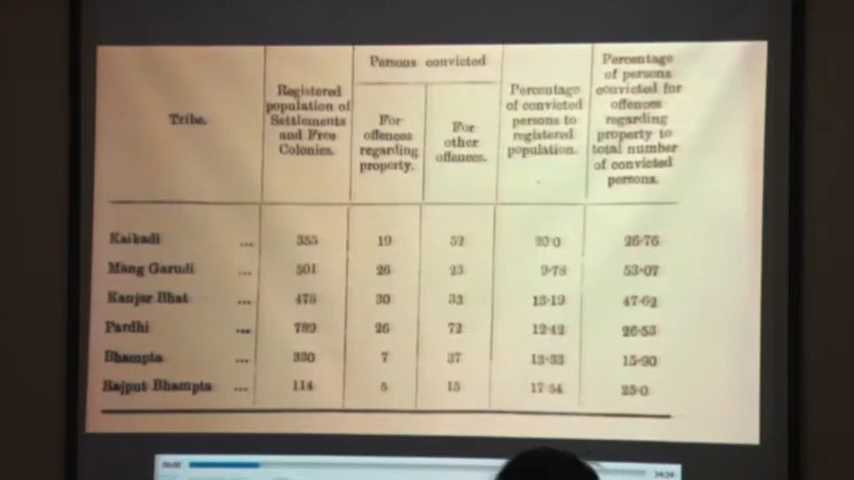 Tribe.
Registered population of Settlements and Free Colonies.
Persons convicted
For offences regarding property.
For other offences.
Percentage of convicted persons to registered population.
Percentage of persons convicted for offences regarding property to total number of convicted persons.
Kaikadi ... 355 19 52 20·0 26·76
Mang Garudi ... 501 26 23 9·78 53·07
Kanjar Bhat ... 478 30 33 13·19 47·62
Pardhi ... 789 26 72 12·42 26·53
Bhampta ... 330 7 37 13·33 15·90
Rajput Bhampta ... 114 5 15 17·54 25·0